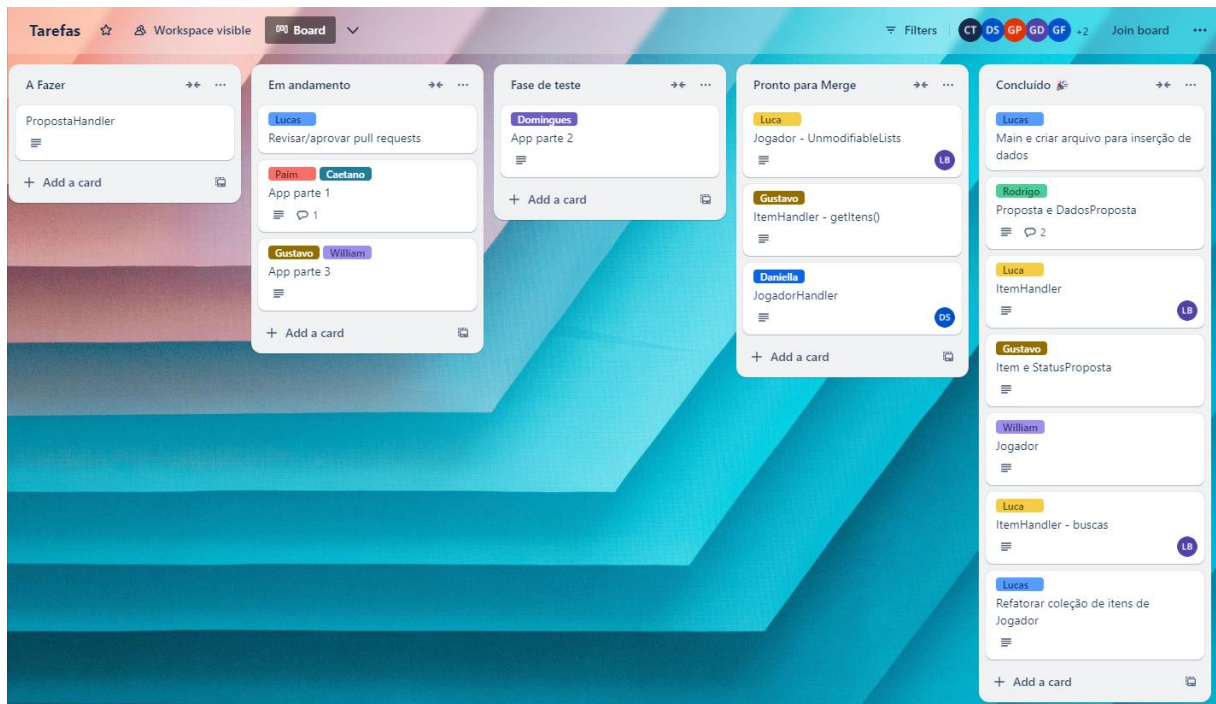 Tarefas
Workspace visible
Board
Filters
CT DS GP GD GF +2
Join board
A Fazer
PropostaHandler
+ Add a card
Em andamento
Lucas
Revisar/aprovar pull requests
Paim Caetano
App parte 1
1
Gustavo William
App parte 3
+ Add a card
Fase de teste
Domingues
App parte 2
+ Add a card
Pronto para Merge
Luca
Jogador - UnmodifiableLists
LB
Gustavo
ItemHandler - getItens()
Daniella
JogadorHandler
DS
+ Add a card
Concluído 🎉
Lucas
Main e criar arquivo para inserção de
dados
Rodrigo
Proposta e DadosProposta
2
Luca
ItemHandler
LB
Gustavo
Item e StatusProposta
William
Jogador
Luca
ItemHandler - buscas
LB
Lucas
Refatorar coleção de itens de
Jogador
+ Add a card